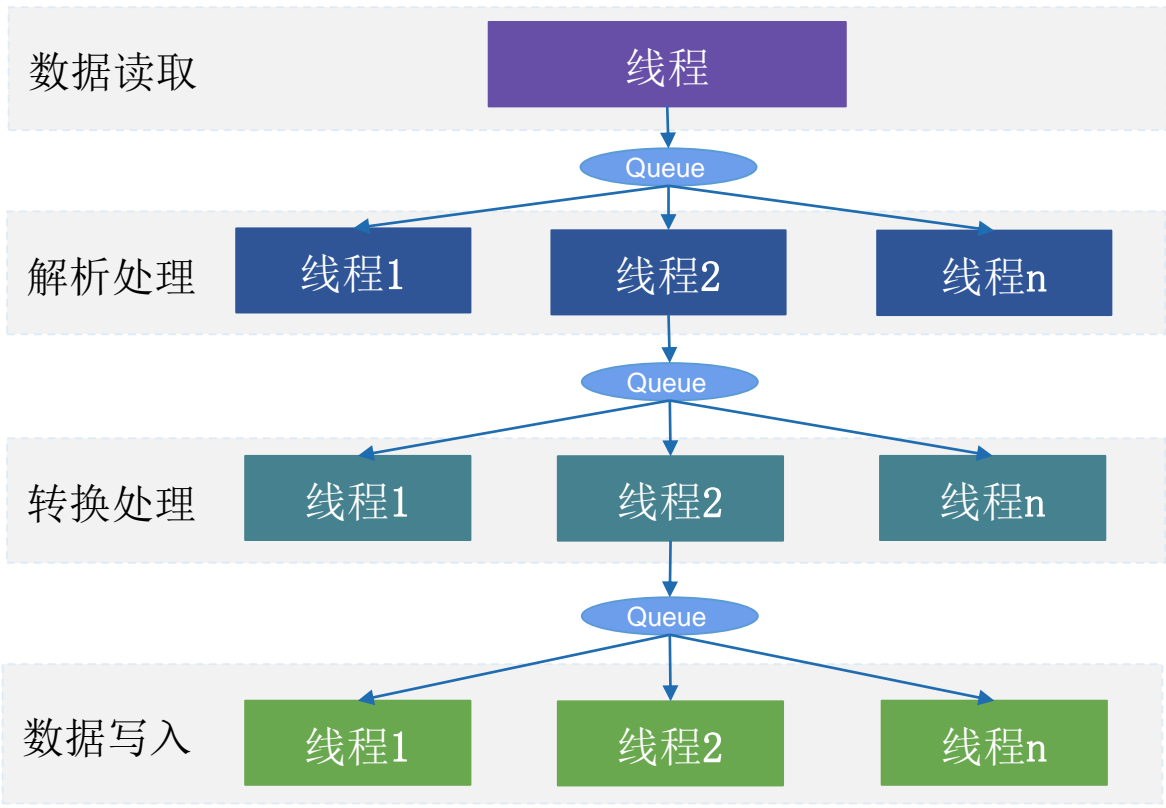 数据读取
线程
Queue
解析处理
线程1
线程2
线程n
Queue
转换处理
线程1
线程2
线程n
Queue
数据写入
线程1
线程2
线程n